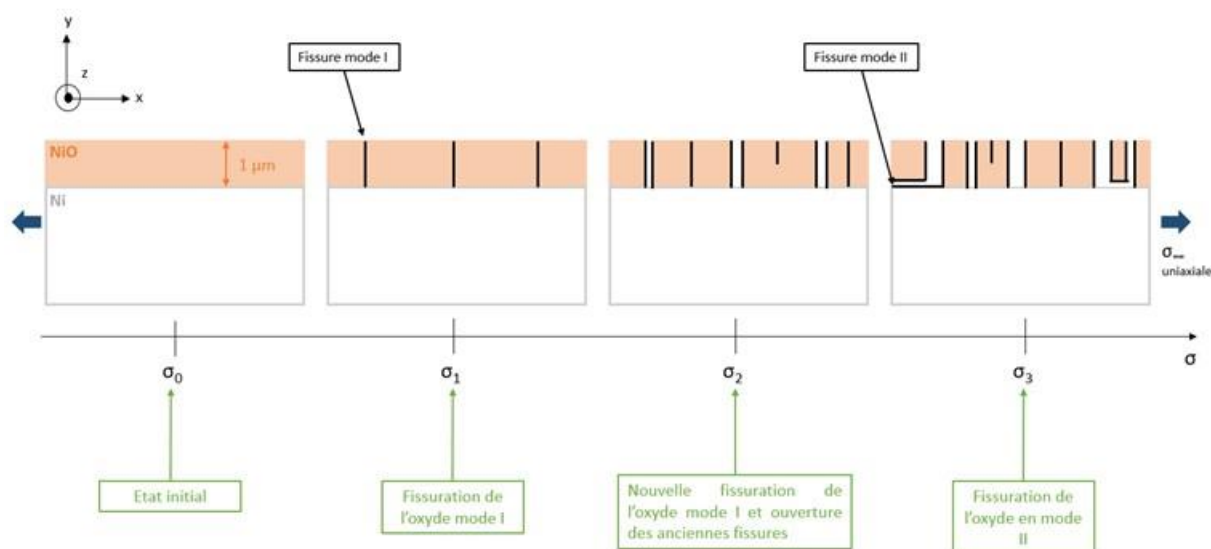 y
z
x
Fissure mode I
Fissure mode II
NiO
1 µm
Ni
σ∞
uniaxiale
σ
σ0
σ1
σ2
σ3
Etat initial
Fissuration de
l'oxyde mode I
Nouvelle fissuration de
l'oxyde mode I et ouverture
des anciennes fissures
Fissuration de
l'oxyde en mode
II